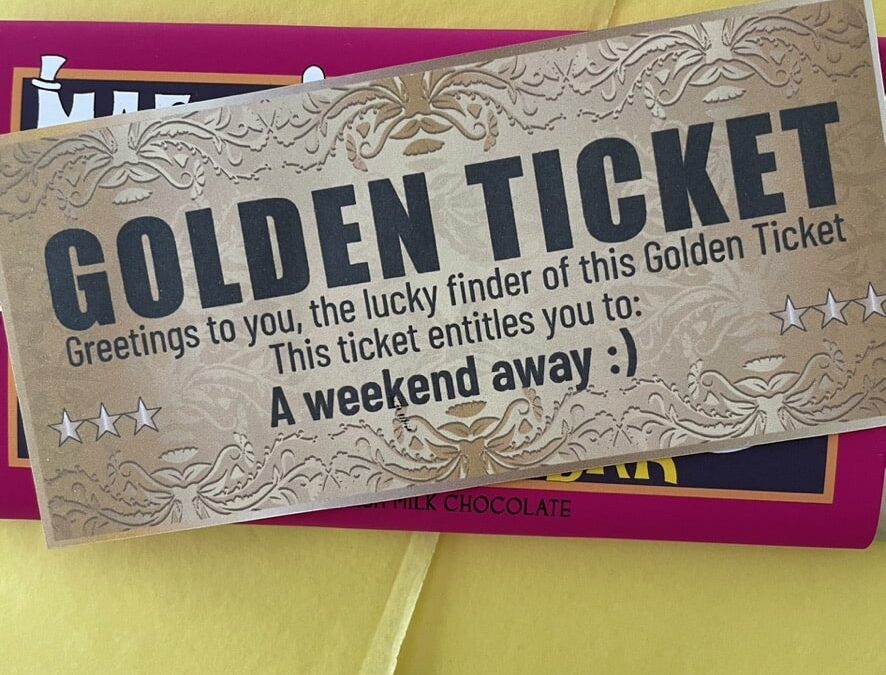 GOLDEN TICKET
Greetings to you, the lucky finder of this Golden Ticket
This ticket entitles you to:
A weekend away :)
BAR
MILK CHOCOLATE